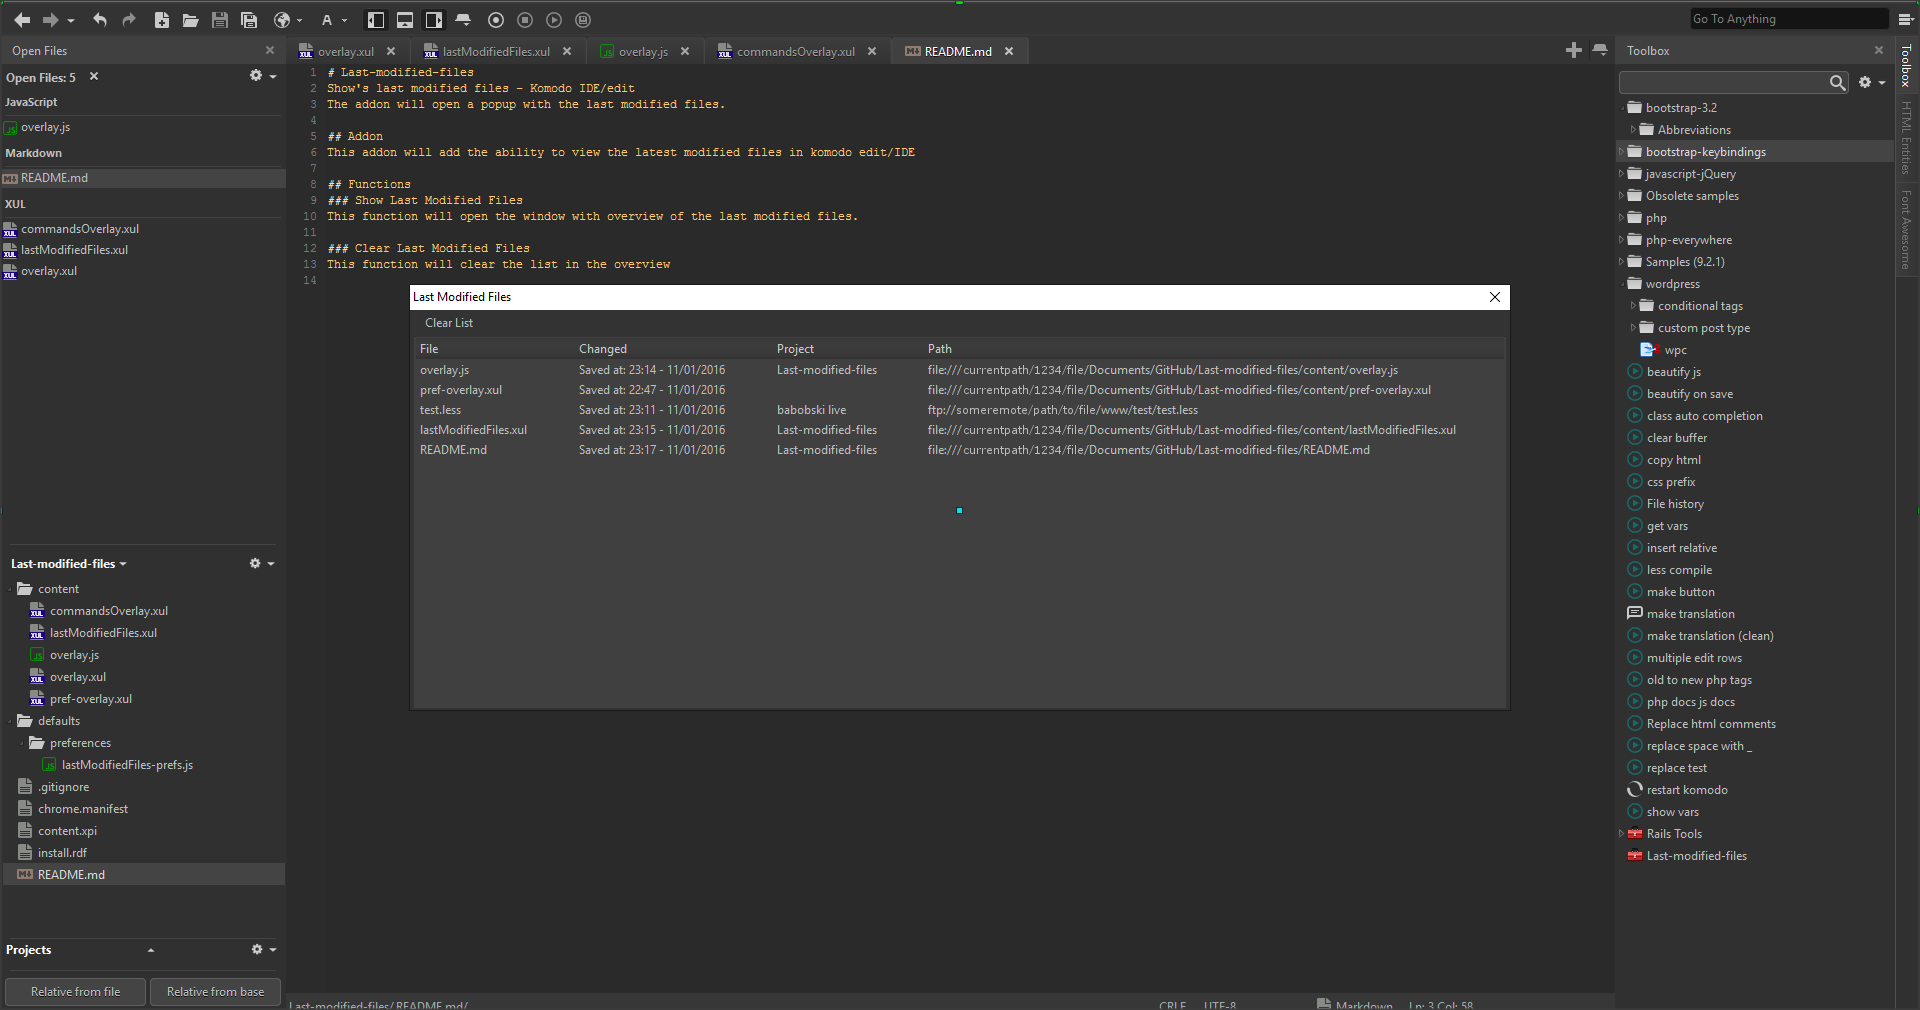 A
Go To Anything
Open Files
Open Files: 5
JavaScript
overlay.js
Markdown
README.md
XUL
commandsOverlay.xul
lastModifiedFiles.xul
overlay.xul
Last-modified-files
content
commandsOverlay.xul
lastModifiedFiles.xul
overlay.js
overlay.xul
pref-overlay.xul
defaults
preferences
lastModifiedFiles-prefs.js
.gitignore
chrome.manifest
content.xpi
install.rdf
README.md
Projects
Relative from file Relative from base
overlay.xul lastModifiedFiles.xul overlay.js commandsOverlay.xul README.md
1 # Last-modified-files
2 Show's last modified files - Komodo IDE/edit
3 The addon will open a popup with the last modified files.
4
5 ## Addon
6 This addon will add the ability to view the latest modified files in komodo edit/IDE
7
8 ## Functions
9 ### Show Last Modified Files
10 This function will open the window with overview of the last modified files.
11
12 ### Clear Last Modified Files
13 This function will clear the list in the overview
14
Last Modified Files
Clear List
File Changed Project Path
overlay.js Saved at: 23:14 - 11/01/2016 Last-modified-files file:///currentpath/1234/file/Documents/GitHub/Last-modified-files/content/overlay.js
pref-overlay.xul Saved at: 22:47 - 11/01/2016 file:///currentpath/1234/file/Documents/GitHub/Last-modified-files/content/pref-overlay.xul
test.less Saved at: 23:11 - 11/01/2016 babobski live ftp://someremote/path/to/file/www/test/test.less
lastModifiedFiles.xul Saved at: 23:15 - 11/01/2016 Last-modified-files file:///currentpath/1234/file/Documents/GitHub/Last-modified-files/content/lastModifiedFiles.xul
README.md Saved at: 23:17 - 11/01/2016 Last-modified-files file:///currentpath/1234/file/Documents/GitHub/Last-modified-files/README.md
Last-modified-files/ README.md/ CRLF UTF-8 Markdown Ln: 3 Col: 58
Toolbox
bootstrap-3.2
Abbreviations
bootstrap-keybindings
javascript-jQuery
Obsolete samples
php
php-everywhere
Samples (9.2.1)
wordpress
conditional tags
custom post type
wpc
beautify js
beautify on save
class auto completion
clear buffer
copy html
css prefix
File history
get vars
insert relative
less compile
make button
make translation
make translation (clean)
multiple edit rows
old to new php tags
php docs js docs
Replace html comments
replace space with _
replace test
restart komodo
show vars
Rails Tools
Last-modified-files
Toolbox
HTML Entities
Font Awesome